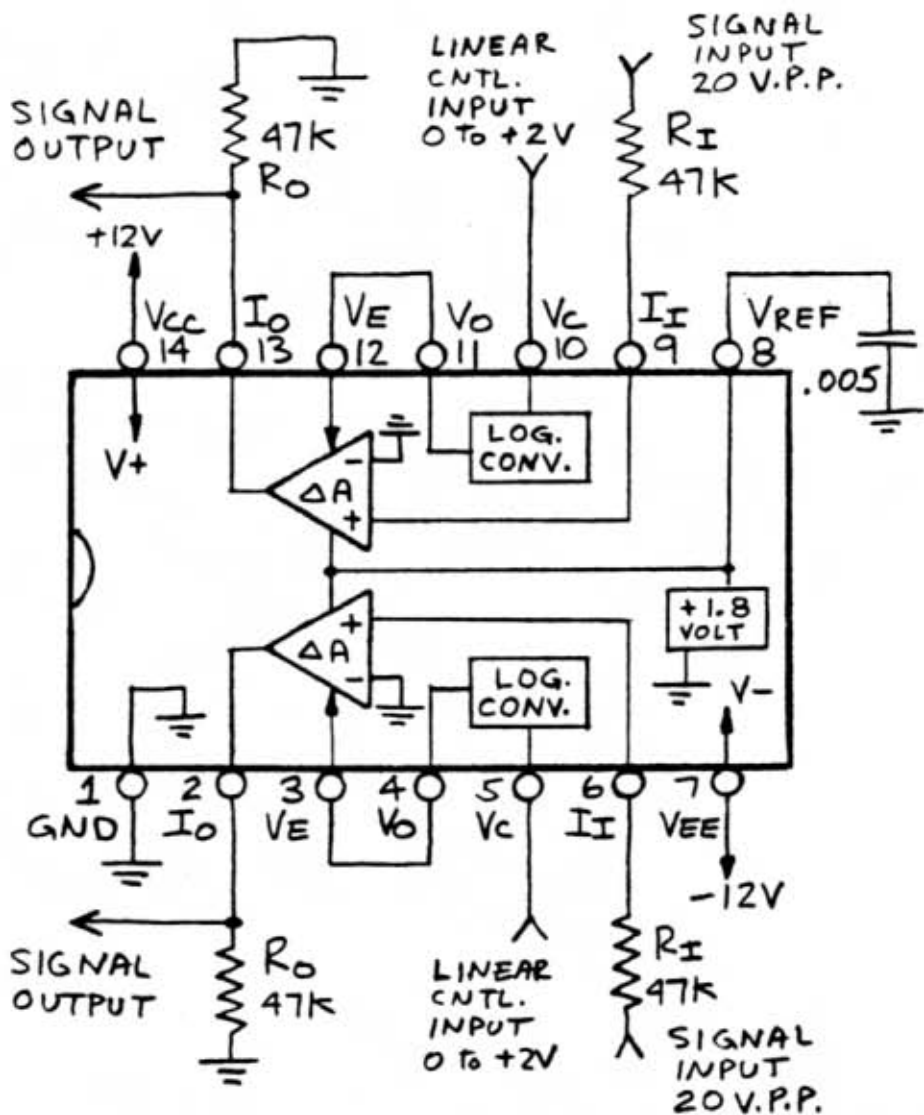 SIGNAL
OUTPUT
47K
RO
LINEAR
CNTL.
INPUT
0 To +2V
SIGNAL
INPUT
20 V.P.P.
RI
47K
+12V
VCC
IO
VE
VO
VC
II
VREF
14
13
12
11
10
9
8
.005
V+
- ΔA +
LOG.
CONV.
+ ΔA -
LOG.
CONV.
+1.8
VOLT
V-
1
2
3
4
5
6
7
GND
IO
VE
VO
VC
II
VEE
-12V
SIGNAL
OUTPUT
RO
47K
LINEAR
CNTL.
INPUT
0 To +2V
RI
47K
SIGNAL
INPUT
20 V.P.P.